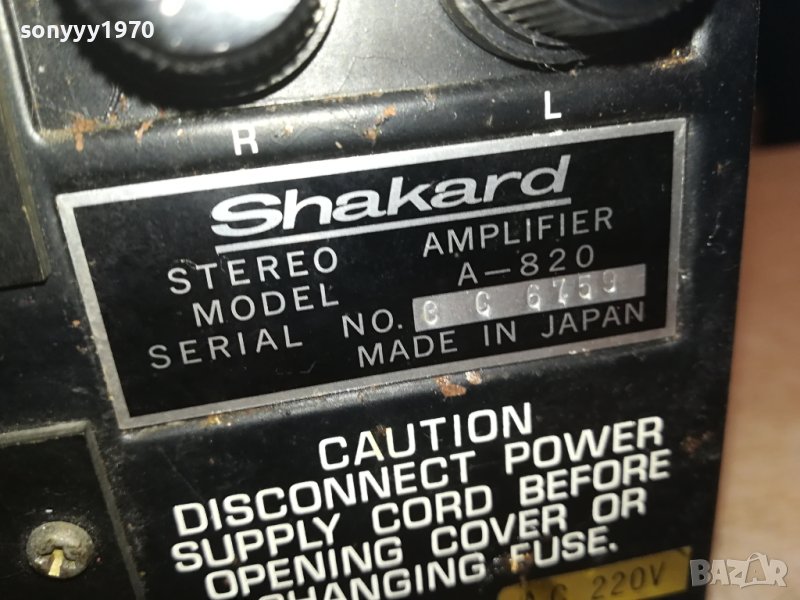 sonyyy1970
R L
Shakard
STEREO AMPLIFIER
MODEL A-820
SERIAL NO.
MADE IN JAPAN
CAUTION
DISCONNECT POWER
SUPPLY CORD BEFORE
OPENING COVER OR
CHANGING FUSE.
220V
BAZAR